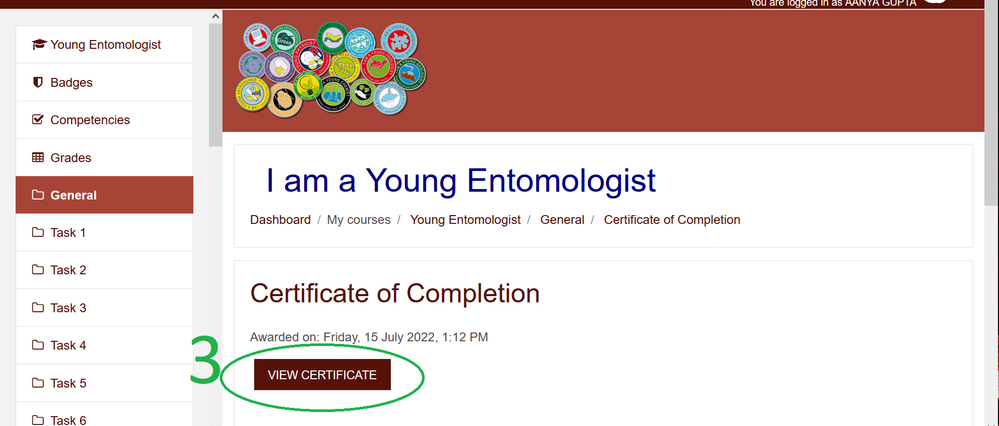 You are logged in as AANYA GUPTA
Young Entomologist
Badges
Competencies
Grades
General
Task 1
Task 2
Task 3
Task 4
Task 5
Task 6
I am a Young Entomologist
Dashboard / My courses / Young Entomologist / General / Certificate of Completion
Certificate of Completion
Awarded on: Friday, 15 July 2022, 1:12 PM
3
VIEW CERTIFICATE